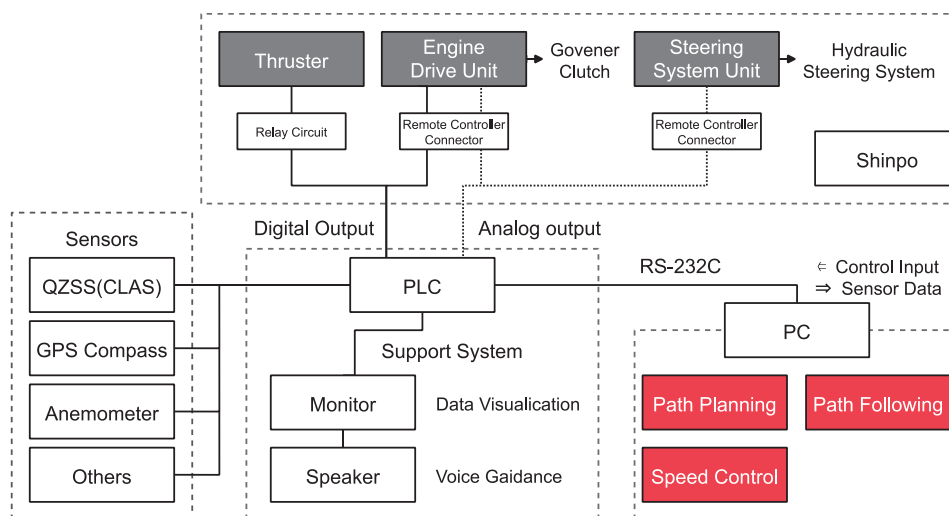 Thruster
Engine
Drive Unit
Govener
Clutch
Steering
System Unit
Hydraulic
Steering System
Relay Circuit
Remote Controller
Connector
Remote Controller
Connector
Shinpo
Digital Output
Analog output
Sensors
QZSS(CLAS)
GPS Compass
Anemometer
Others
PLC
RS-232C
⇐ Control Input
⇒ Sensor Data
PC
Support System
Monitor
Data Visualication
Speaker
Voice Gaidance
Path Planning
Path Following
Speed Control